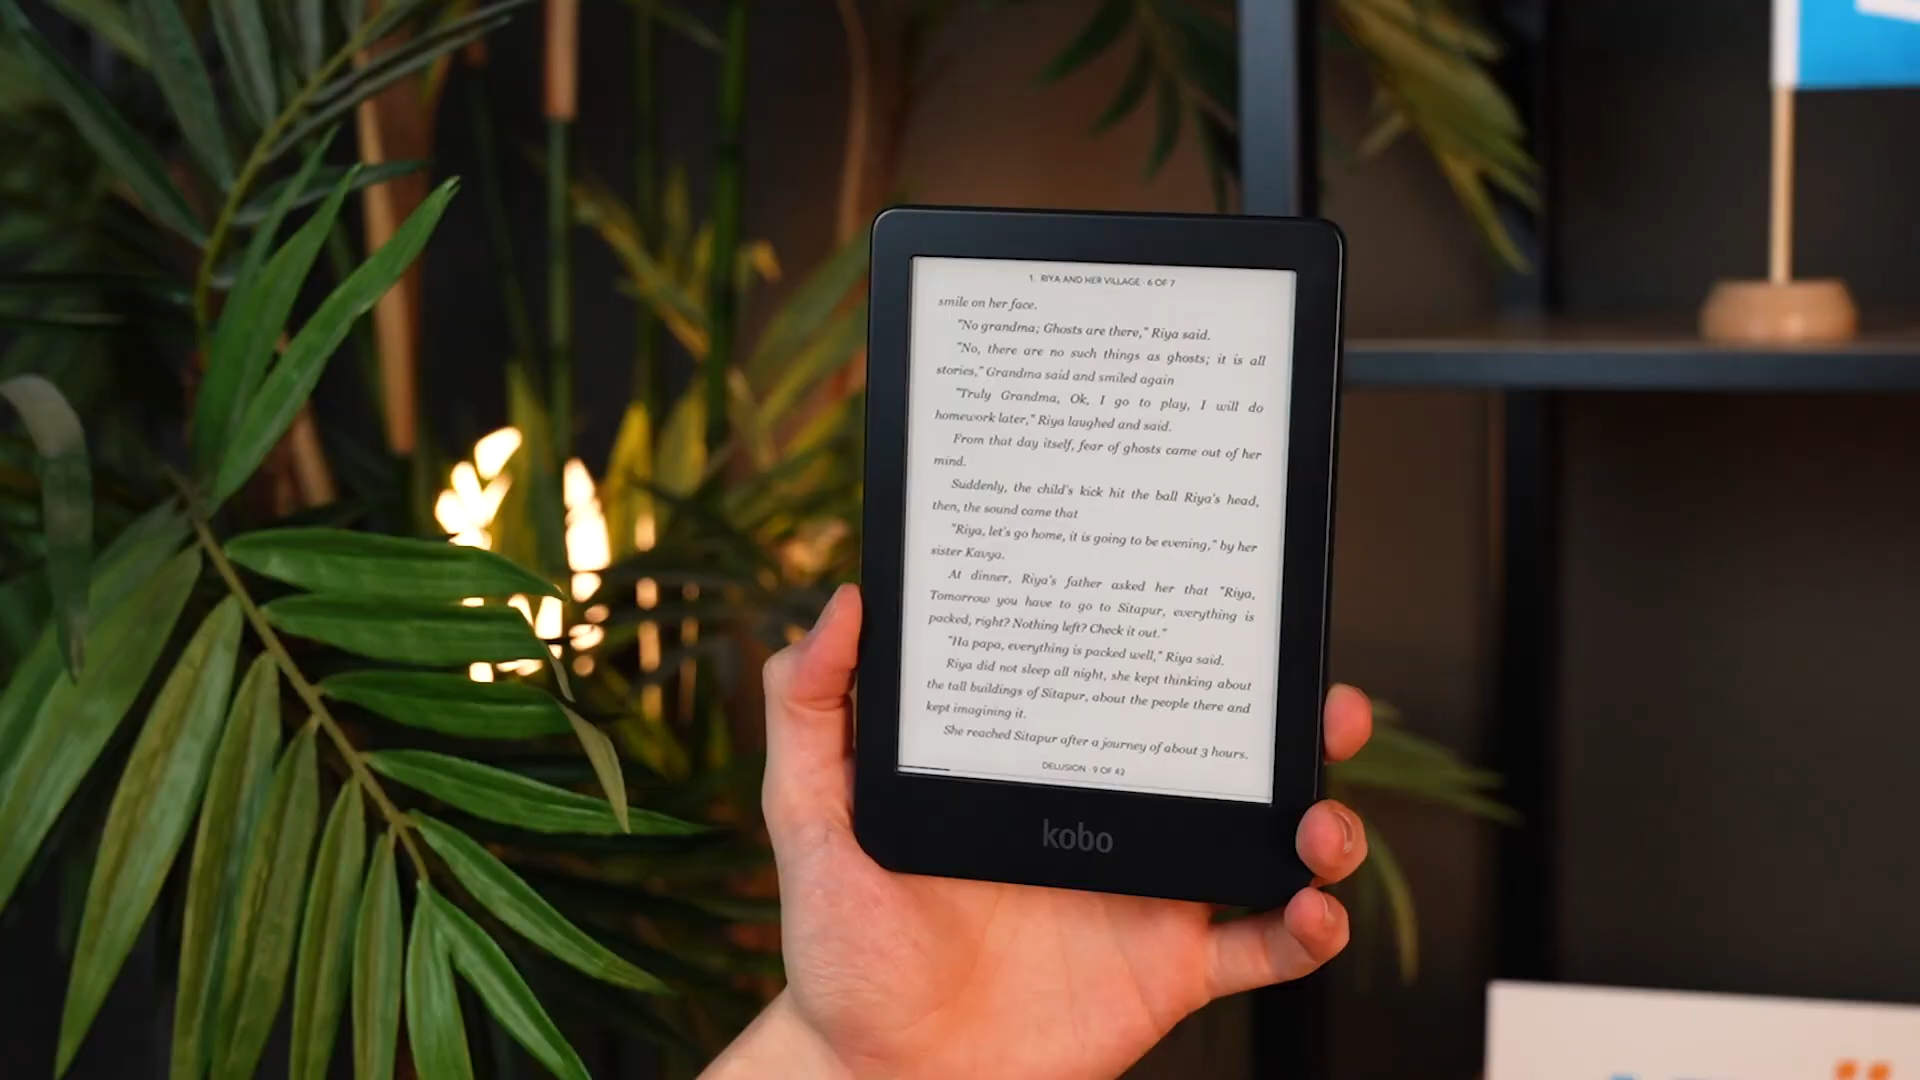 1. RIYA AND HER VILLAGE - 6 OF 7
smile on her face.
"No grandma; Ghosts are there," Riya said.
"No, there are no such things as ghosts; it is all
stories," Grandma said and smiled again
"Truly Grandma, Ok, I go to play, I will do
homework later," Riya laughed and said.
From that day itself, fear of ghosts came out of her
mind.
Suddenly, the child's kick hit the ball Riya's head,
then, the sound came that
"Riya, let's go home, it is going to be evening," by her
sister Kavya.
At dinner, Riya's father asked her that "Riya,
Tomorrow you have to go to Sitapur, everything is
packed, right? Nothing left? Check it out."
"Ha papa, everything is packed well," Riya said.
Riya did not sleep all night, she kept thinking about
the tall buildings of Sitapur, about the people there and
kept imagining it.
She reached Sitapur after a journey of about 3 hours.
DELUSION - 9 OF 42
kobo